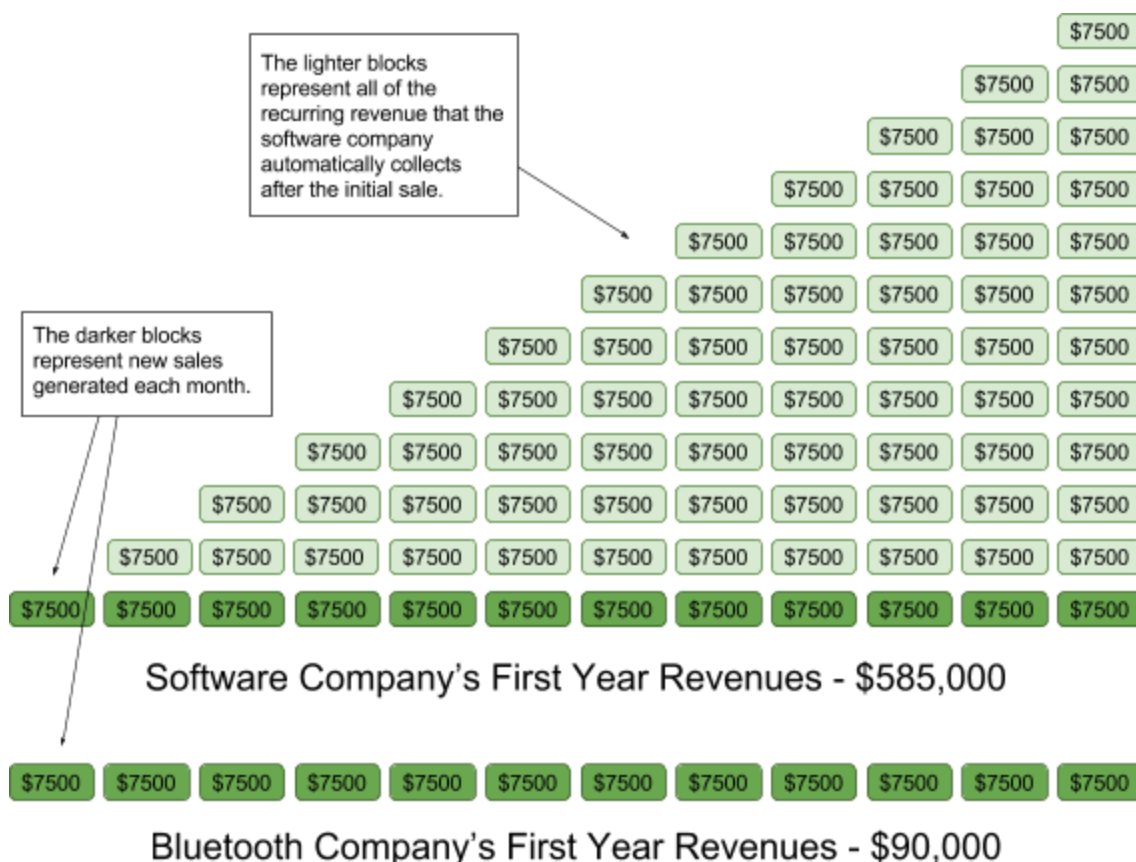 $7500
The lighter blocks
represent all of the
recurring revenue that the
software company
automatically collects
after the initial sale.
$7500 $7500
$7500 $7500 $7500
$7500 $7500 $7500 $7500
$7500 $7500 $7500 $7500 $7500
$7500 $7500 $7500 $7500 $7500 $7500
The darker blocks
represent new sales
generated each month.
$7500 $7500 $7500 $7500 $7500 $7500 $7500
$7500 $7500 $7500 $7500 $7500 $7500 $7500 $7500
$7500 $7500 $7500 $7500 $7500 $7500 $7500 $7500 $7500
$7500 $7500 $7500 $7500 $7500 $7500 $7500 $7500 $7500 $7500
$7500 $7500 $7500 $7500 $7500 $7500 $7500 $7500 $7500 $7500 $7500
$7500 $7500 $7500 $7500 $7500 $7500 $7500 $7500 $7500 $7500 $7500 $7500
Software Company's First Year Revenues - $585,000
$7500 $7500 $7500 $7500 $7500 $7500 $7500 $7500 $7500 $7500 $7500 $7500
Bluetooth Company's First Year Revenues - $90,000